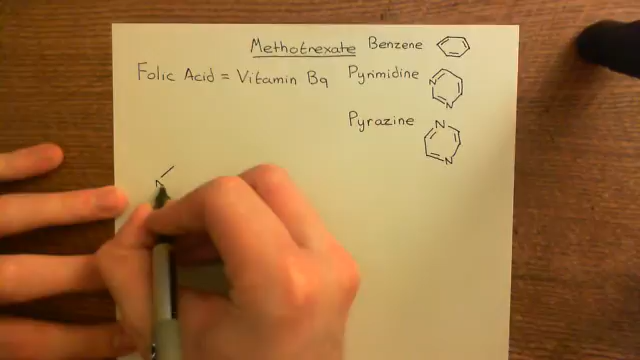 Methotrexate Benzene
Folic Acid = Vitamin B9 Pyrimidine
N
N
Pyrazine
N
N
N